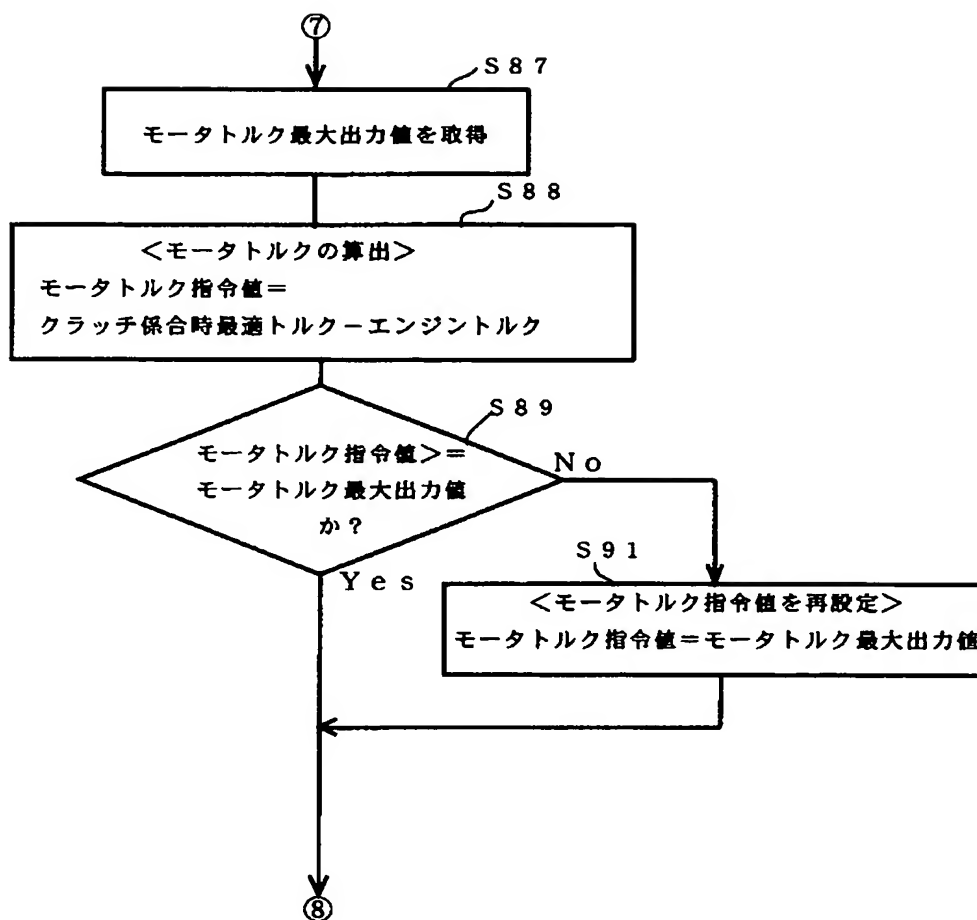 ⑦
S87
モータトルク最大出力値を取得
S88
<モータトルクの算出>
モータトルク指令値=
クラッチ係合時最適トルク-エンジントルク
S89
モータトルク指令値>=
モータトルク最大出力値
か?
No
Yes
S91
<モータトルク指令値を再設定>
モータトルク指令値=モータトルク最大出力値
⑧